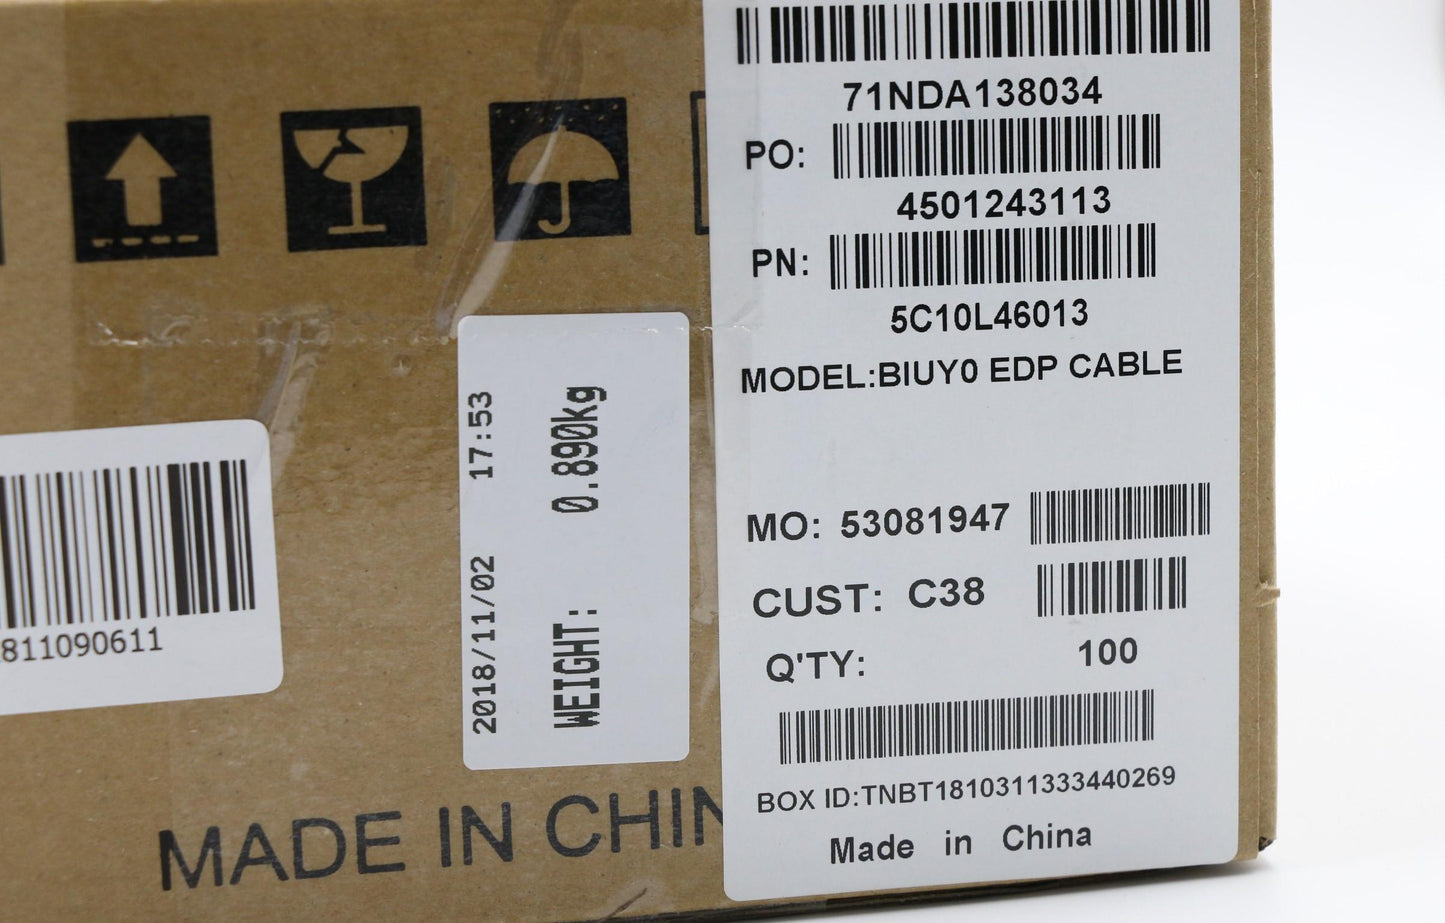 71NDA138034
PO:
4501243113
PN:
5C10L46013
MODEL:BIUY0 EDP CABLE
MO: 53081947
CUST: C38
Q'TY: 100
BOX ID:TNBT1810311333440269
Made in China
2018/11/02 17:53
WEIGHT: 0.890kg
811090611
MADE IN CHIN